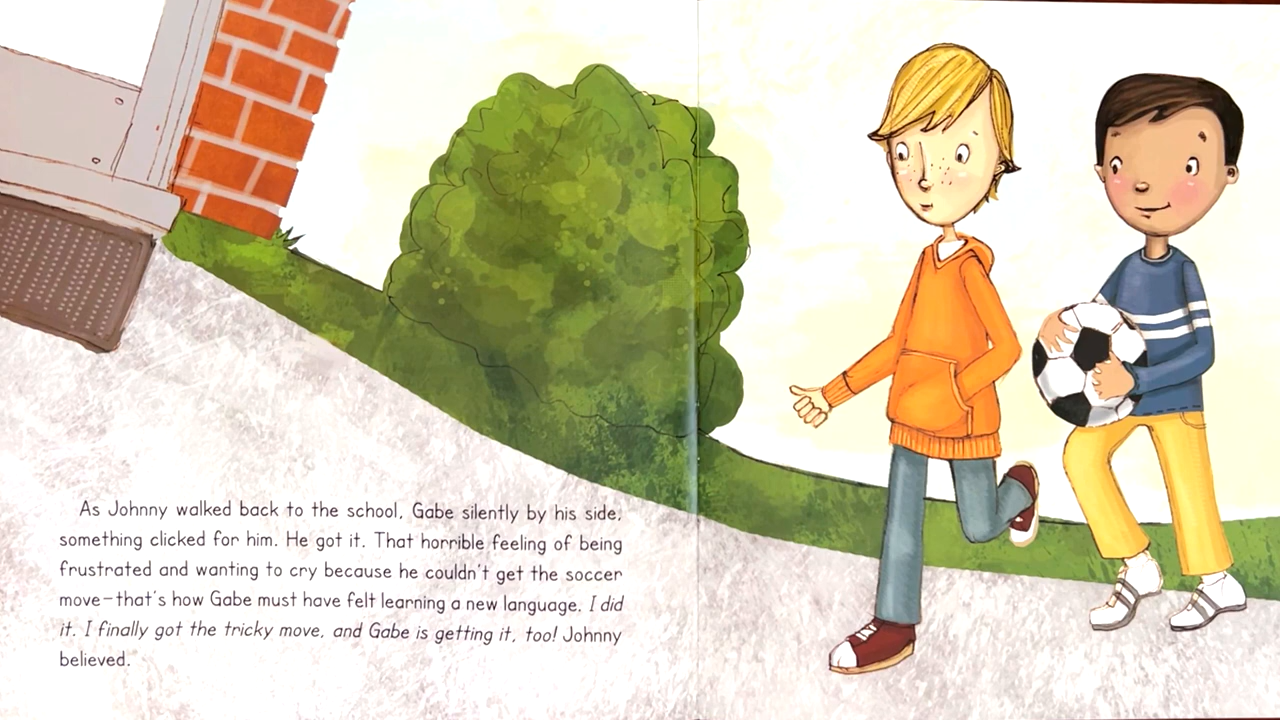 As Johnny walked back to the school, Gabe silently by his side,
something clicked for him. He got it. That horrible feeling of being
frustrated and wanting to cry because he couldn't get the soccer
move—that's how Gabe must have felt learning a new language. I did
it. I finally got the tricky move, and Gabe is getting it, too! Johnny
believed.